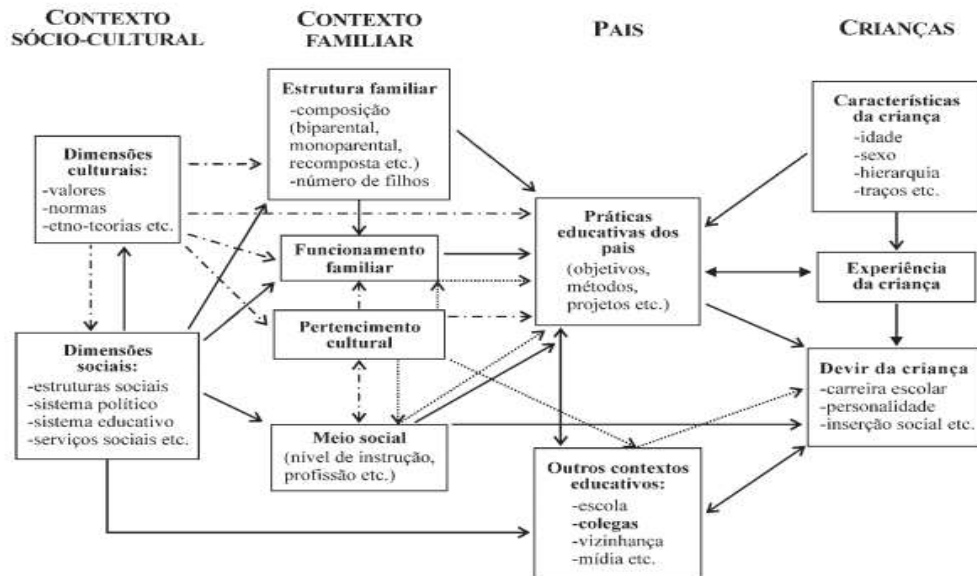 CONTEXTO
SÓCIO-CULTURAL
CONTEXTO
FAMILIAR
PAIS
CRIANÇAS
Dimensões
culturais:
-valores
-normas
-etno-teorias etc.
Dimensões
sociais:
-estruturas sociais
-sistema político
-sistema educativo
-serviços sociais etc.
Estrutura familiar
-composição
(biparental,
monoparental,
recomposta etc.)
-número de filhos
Funcionamento
familiar
Pertencimento
cultural
Meio social
(nível de instrução,
profissão etc.)
Práticas
educativas dos
pais
(objetivos,
métodos,
projetos etc.)
Outros contextos
educativos:
-escola
-colegas
-vizinhança
-mídia etc.
Características
da criança
-idade
-sexo
-hierarquia
-traços etc.
Experiência
da criança
Devir da criança
-carreira escolar
-personalidade
-inserção social etc.